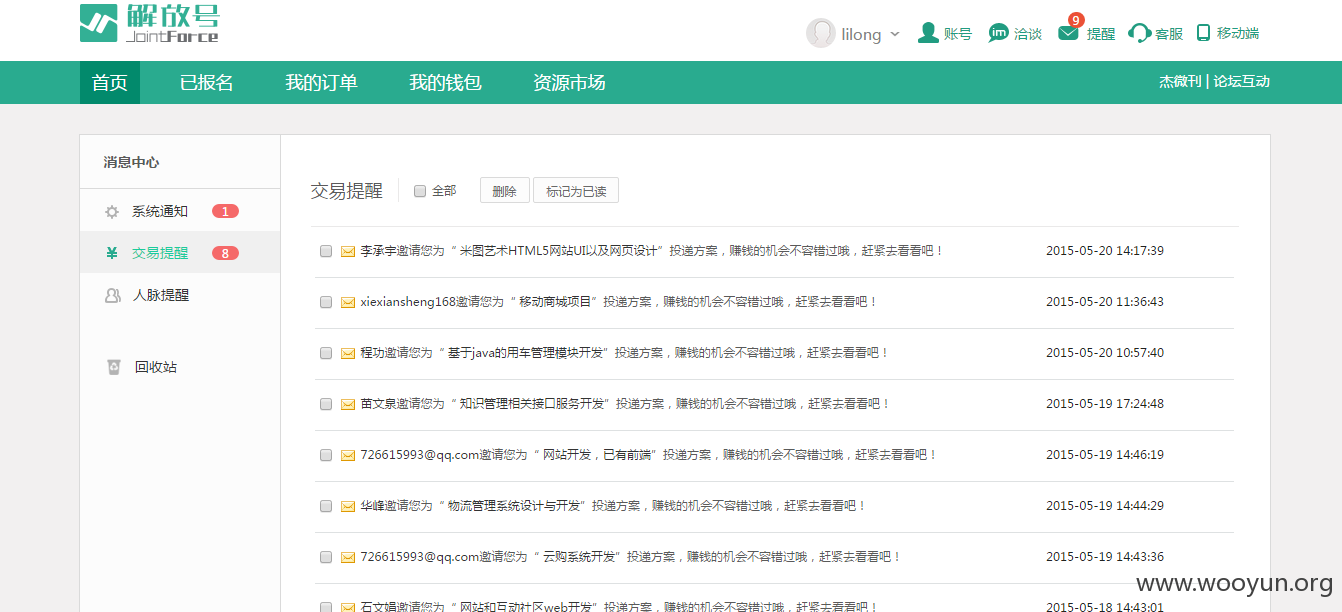 解放号
JointForce
lilong 账号 洽谈 9 提醒 客服 移动端
首页 已报名 我的订单 我的钱包 资源市场 杰微刊 | 论坛互动
消息中心
系统通知 1
¥ 交易提醒 8
人脉提醒
回收站
交易提醒 全部 删除 标记为已读
李承宇邀请您为“ 米图艺术HTML5网站UI以及网页设计”投递方案，赚钱的机会不容错过哦，赶紧去看看吧！ 2015-05-20 14:17:39
xiexiansheng168邀请您为“ 移动商域项目”投递方案，赚钱的机会不容错过哦，赶紧去看看吧！ 2015-05-20 11:36:43
程功邀请您为“ 基于java的用车管理模块开发”投递方案，赚钱的机会不容错过哦，赶紧去看看吧！ 2015-05-20 10:57:40
苗文泉邀请您为“ 知识管理相关接口服务开发”投递方案，赚钱的机会不容错过哦，赶紧去看看吧！ 2015-05-19 17:24:48
726615993@qq.com邀请您为“ 网站开发，已有前端”投递方案，赚钱的机会不容错过哦，赶紧去看看吧！ 2015-05-19 14:46:19
华峰邀请您为“ 物流管理系统设计与开发”投递方案，赚钱的机会不容错过哦，赶紧去看看吧！ 2015-05-19 14:44:29
726615993@qq.com邀请您为“ 云购系统开发”投递方案，赚钱的机会不容错过哦，赶紧去看看吧！ 2015-05-19 14:43:36
石文娟邀请您为“ 网站和互动社区web开发”投递方案，赚钱的机会不容错过哦，赶紧去看看吧！ 2015-05-18 14:43:01
www.wooyun.org